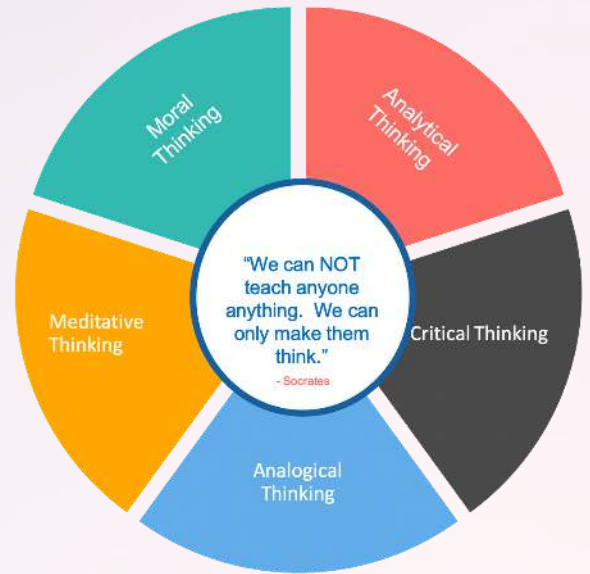 Moral
Thinking
Analytical
Thinking
"We can NOT
teach anyone
anything.  We can
only make them
think."
- Socrates
Meditative
Thinking
Critical Thinking
Analogical
Thinking